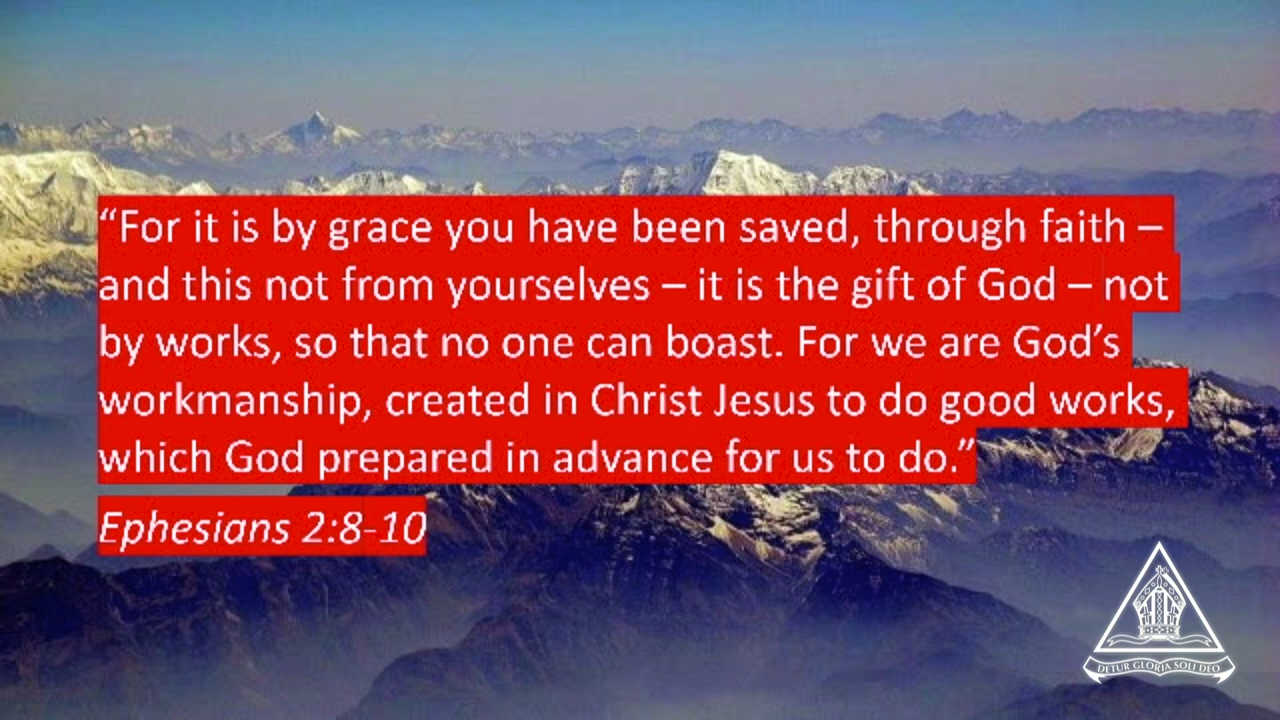 “For it is by grace you have been saved, through faith –
and this not from yourselves – it is the gift of God – not
by works, so that no one can boast. For we are God’s
workmanship, created in Christ Jesus to do good works,
which God prepared in advance for us to do.”
Ephesians 2:8-10
DETUR GLORIA SOLI DEO